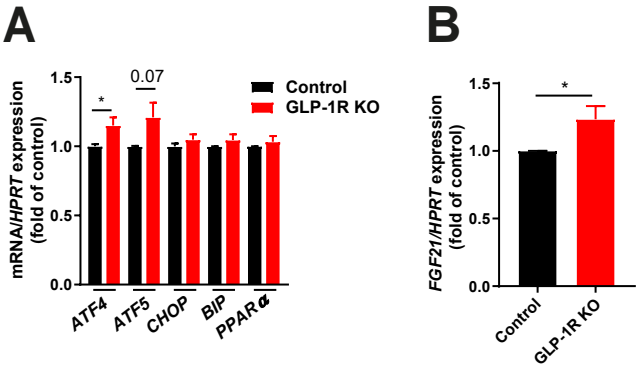 A
mRNA/HPRT expression
(fold of control)
1.5
1.0
0.5
0.0
*
0.07
Control
GLP-1R KO
ATF4
ATF5
CHOP
BIP
PPARα
B
FGF21/HPRT expression
(fold of control)
1.5
1.0
0.5
0.0
*
Control
GLP-1R KO